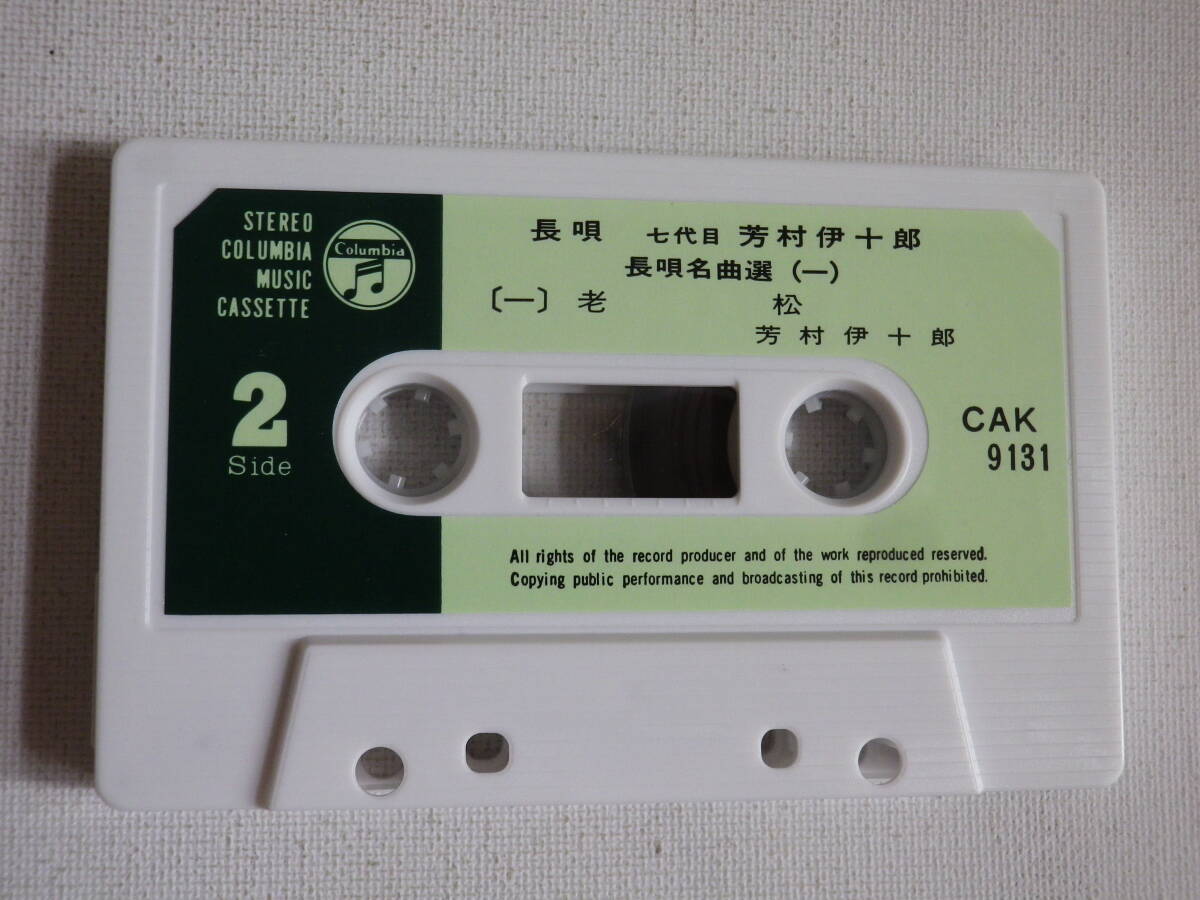 STEREO
COLUMBIA
MUSIC
CASSETTE
Columbia
2
Side
長唄 七代目 芳村伊十郎
長唄名曲選(一)
〔一〕老 松
芳村伊十郎
CAK
9131
All rights of the record producer and of the work reproduced reserved.
Copying public performance and broadcasting of this record prohibited.